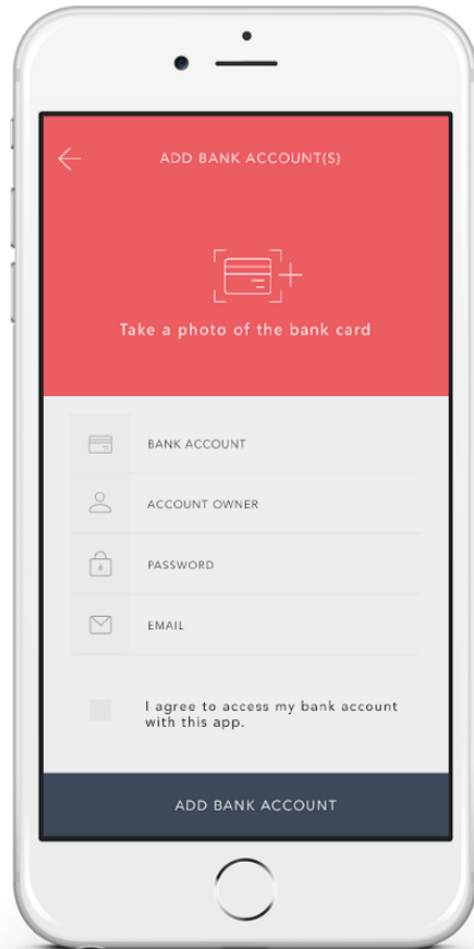 ADD BANK ACCOUNT(S)
Take a photo of the bank card
BANK ACCOUNT
ACCOUNT OWNER
PASSWORD
EMAIL
I agree to access my bank account
with this app.
ADD BANK ACCOUNT